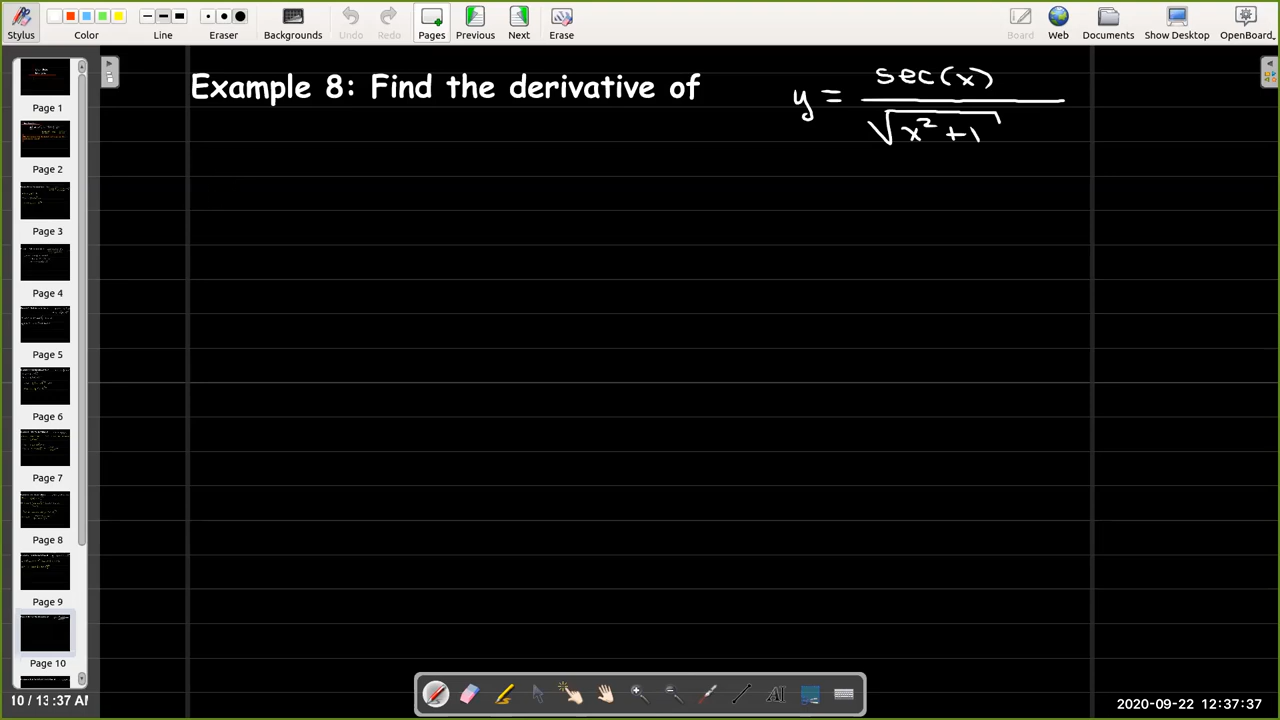 Stylus
Color
Line
Eraser
Backgrounds
Undo
Redo
Pages
Previous
Next
Erase
Board
Web
Documents
Show Desktop
OpenBoard
Example 8: Find the derivative of y = sec(x) / √(x² + 1)
Page 1
Page 2
Page 3
Page 4
Page 5
Page 6
Page 7
Page 8
Page 9
Page 10
10 / 13:37 AM
2020-09-22 12:37:37